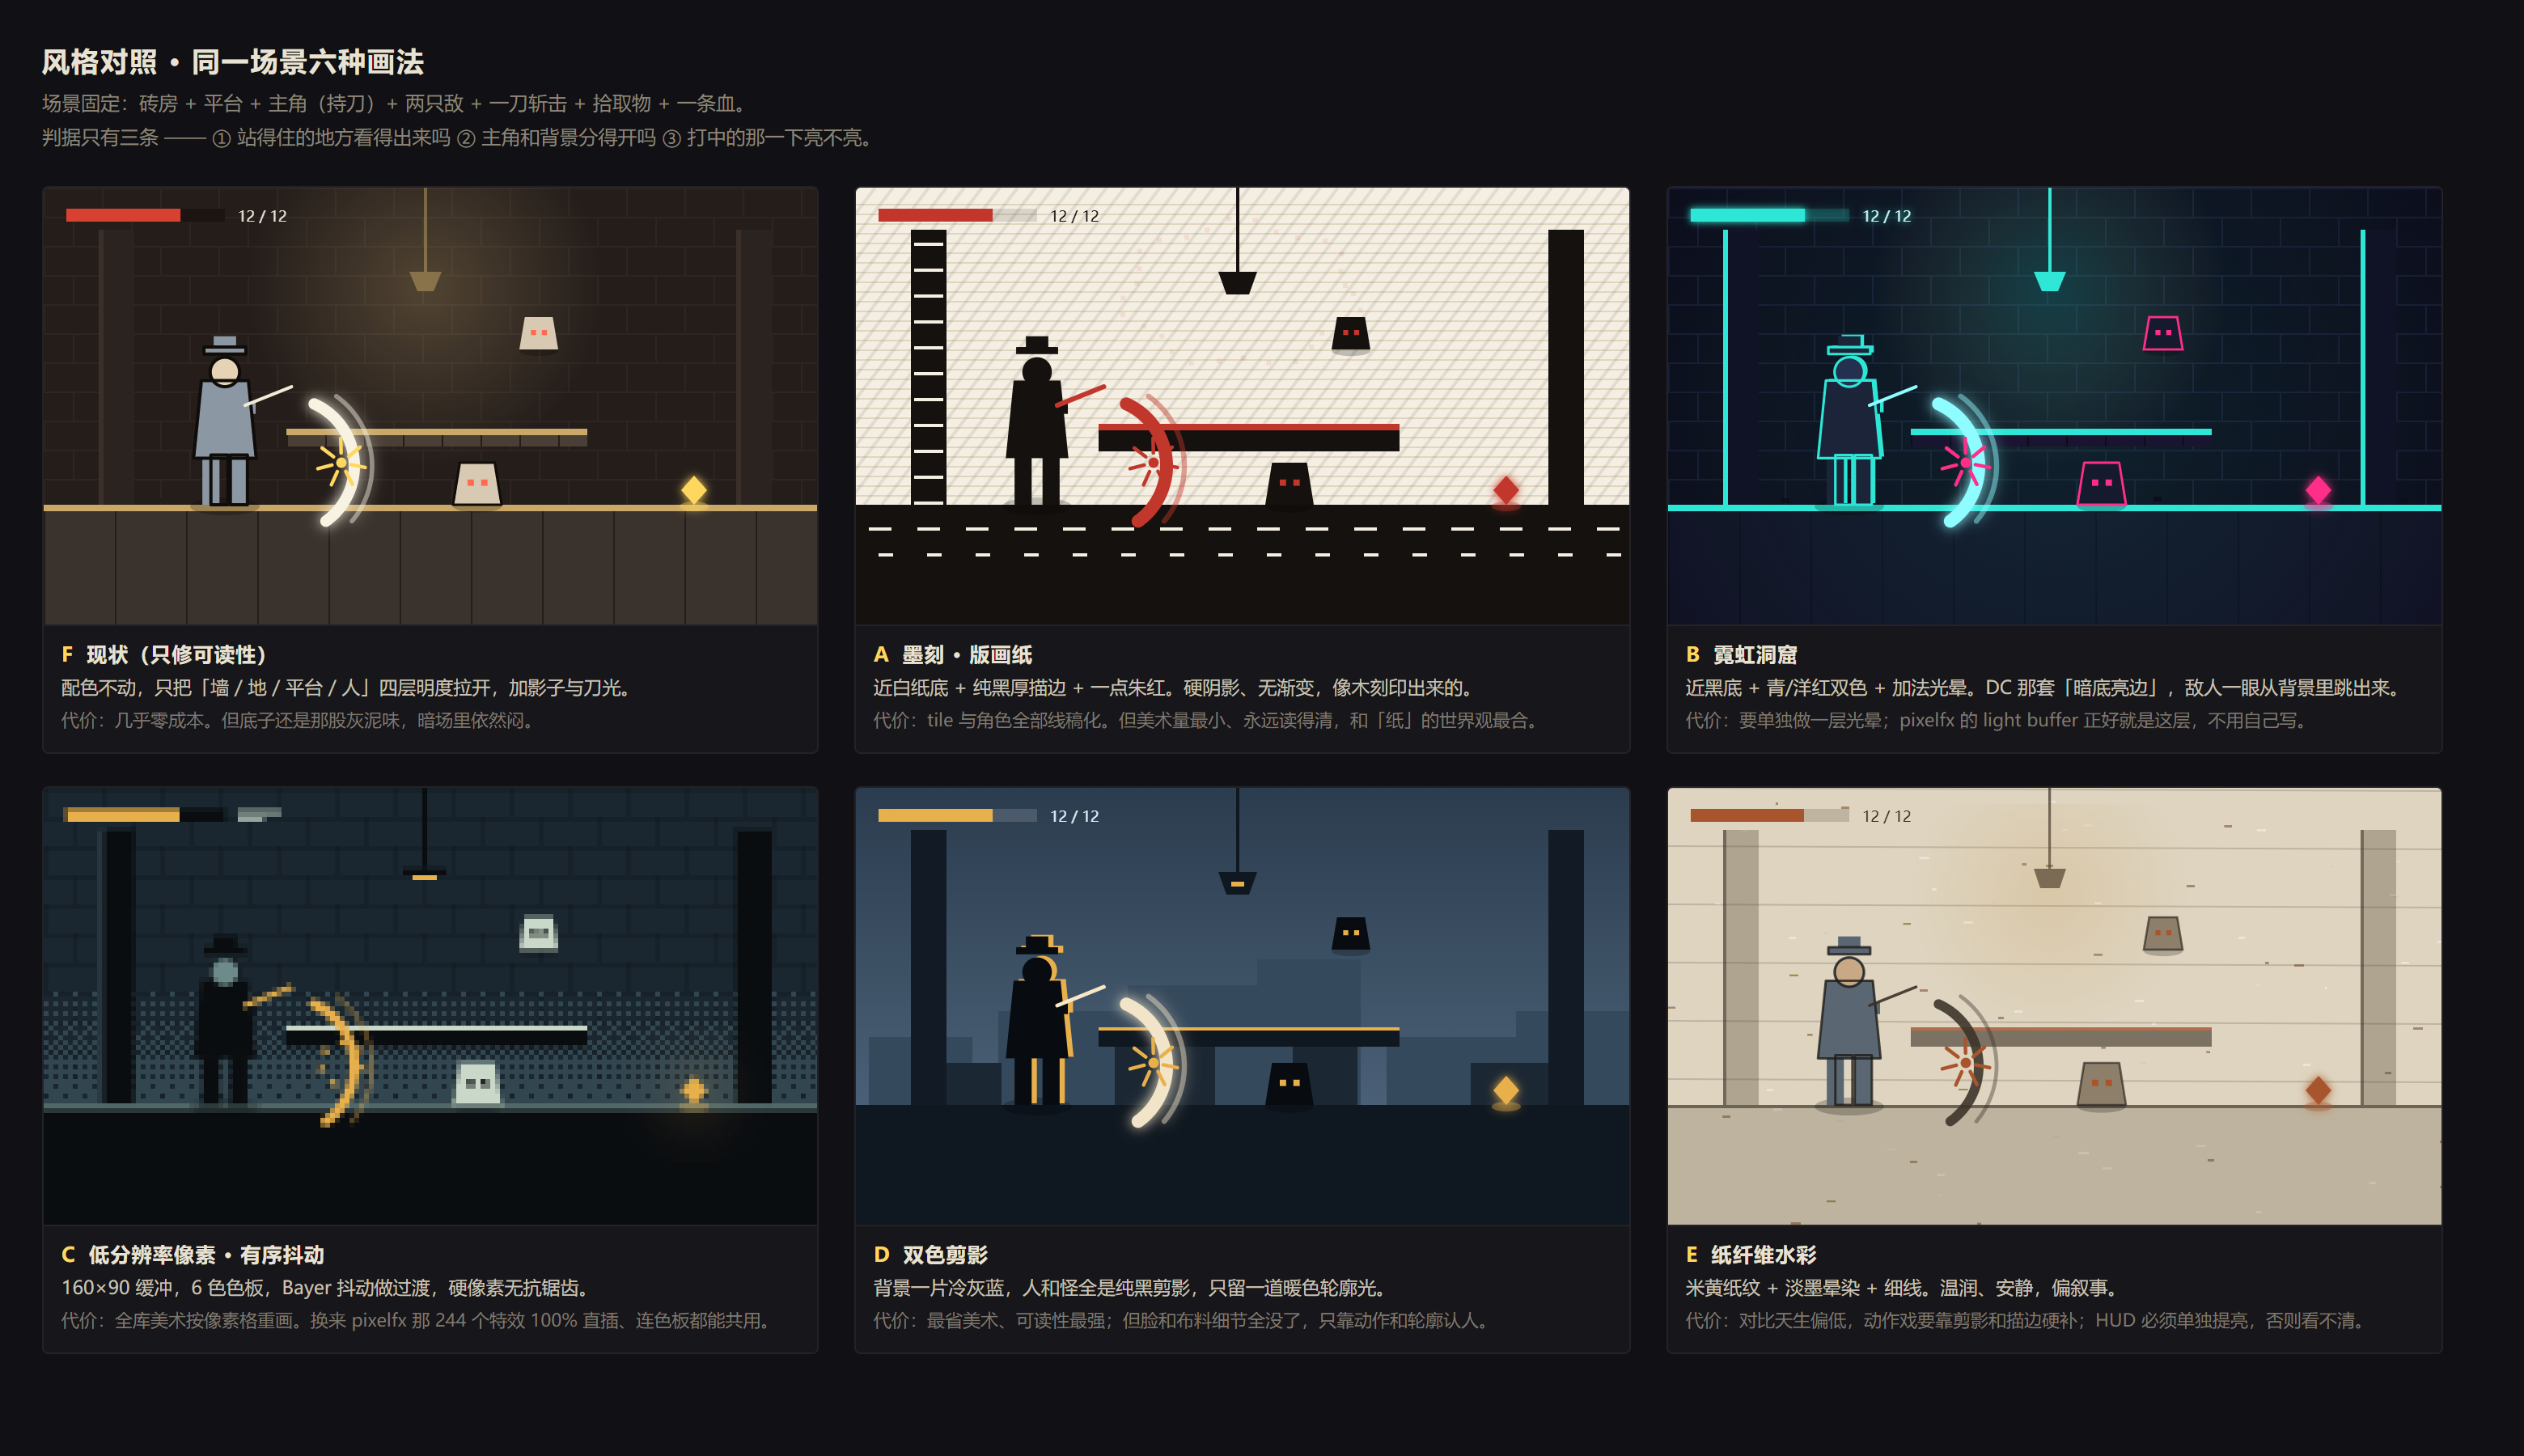 风格对照 • 同一场景六种画法
场景固定：砖房 + 平台 + 主角（持刀）+ 两只敌 + 一刀斩击 + 拾取物 + 一条血。
判据只有三条 —— ① 站得住的地方看得出来吗 ② 主角和背景分得开吗 ③ 打中的那一下亮不亮。
12 / 12
12 / 12
12 / 12
F 现状（只修可读性）
配色不动，只把「墙 / 地 / 平台 / 人」四层明度拉开，加影子与刀光。
代价：几乎零成本。但底子还是那股灰泥味，暗场里依然闷。
A 墨刻 • 版画纸
近白纸底 + 纯黑厚描边 + 一点朱红。硬阴影、无渐变，像木刻印出来的。
代价：tile 与角色全部线稿化。但美术量最小、永远读得清，和「纸」的世界观最合。
B 霓虹洞窟
近黑底 + 青/洋红双色 + 加法光晕。DC 那套「暗底亮边」，敌人一眼从背景里跳出来。
代价：要单独做一层光晕；pixelfx 的 light buffer 正好就是这层，不用自己写。
12 / 12
12 / 12
C 低分辨率像素 • 有序抖动
160×90 缓冲，6 色色板，Bayer 抖动做过渡，硬像素无抗锯齿。
代价：全库美术按像素格重画。换来 pixelfx 那 244 个特效 100% 直插、连色板都能共用。
D 双色剪影
背景一片冷灰蓝，人和怪全是纯黑剪影，只留一道暖色轮廓光。
代价：最省美术、可读性最强；但脸和布料细节全没了，只靠动作和轮廓认人。
E 纸纤维水彩
米黄纸纹 + 淡墨晕染 + 细线。温润、安静，偏叙事。
代价：对比天生偏低，动作戏要靠剪影和描边硬补；HUD 必须单独提亮，否则看不清。